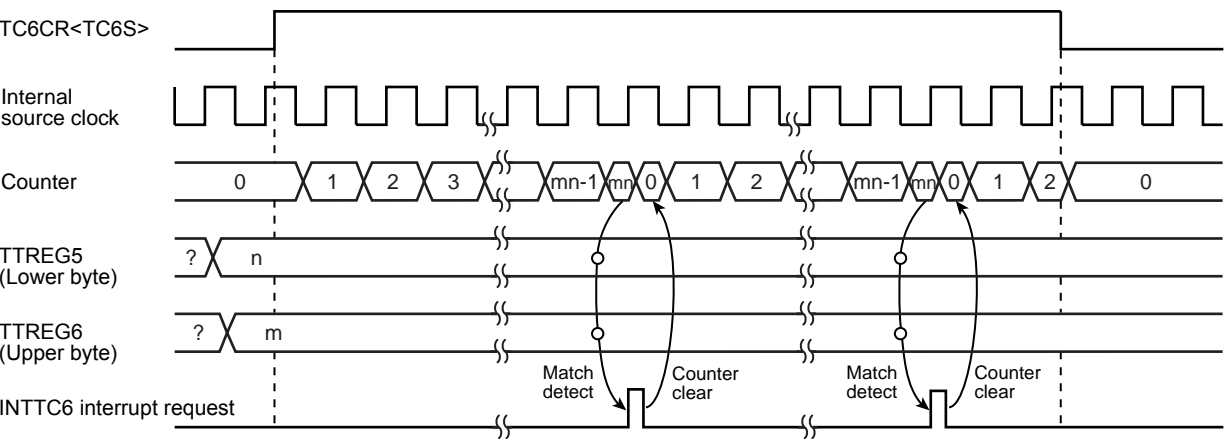 TC6CR<TC6S>
Internal
source clock
Counter
0 1 2 3 mn-1 mn 0 1 2 mn-1 mn 0 1 2 0
TTREG5
(Lower byte)
? n
TTREG6
(Upper byte)
? m
Match
detect
Counter
clear
Match
detect
Counter
clear
INTTC6 interrupt request